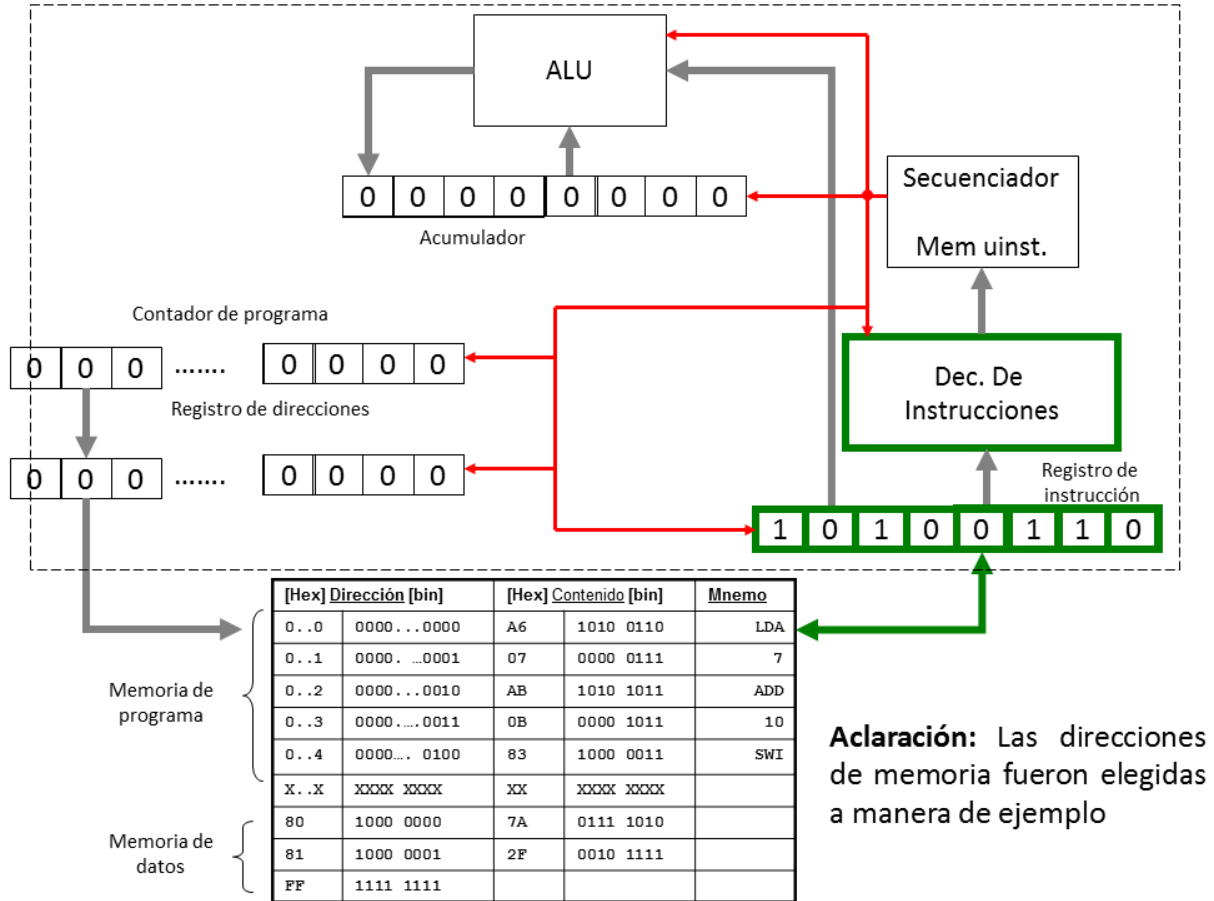 ALU
Secuenciador
Mem uinst.
0 0 0 0 0 0 0 0
Acumulador
Contador de programa
0 0 0 ....... 0 0 0 0
Dec. De
Instrucciones
Registro de direcciones
0 0 0 ....... 0 0 0 0
Registro de
instrucción
1 0 1 0 0 1 1 0
[Hex] Dirección [bin] [Hex] Contenido [bin] Mnemo
0..0 0000...0000 A6 1010 0110 LDA
0..1 0000. …0001 07 0000 0111 7
0..2 0000...0010 AB 1010 1011 ADD
0..3 0000.….0011 0B 0000 1011 10
0..4 0000…. 0100 83 1000 0011 SWI
X..X XXXX XXXX XX XXXX XXXX
80 1000 0000 7A 0111 1010
81 1000 0001 2F 0010 1111
FF 1111 1111
Memoria de
programa
Memoria de
datos
Aclaración: Las direcciones
de memoria fueron elegidas
a manera de ejemplo